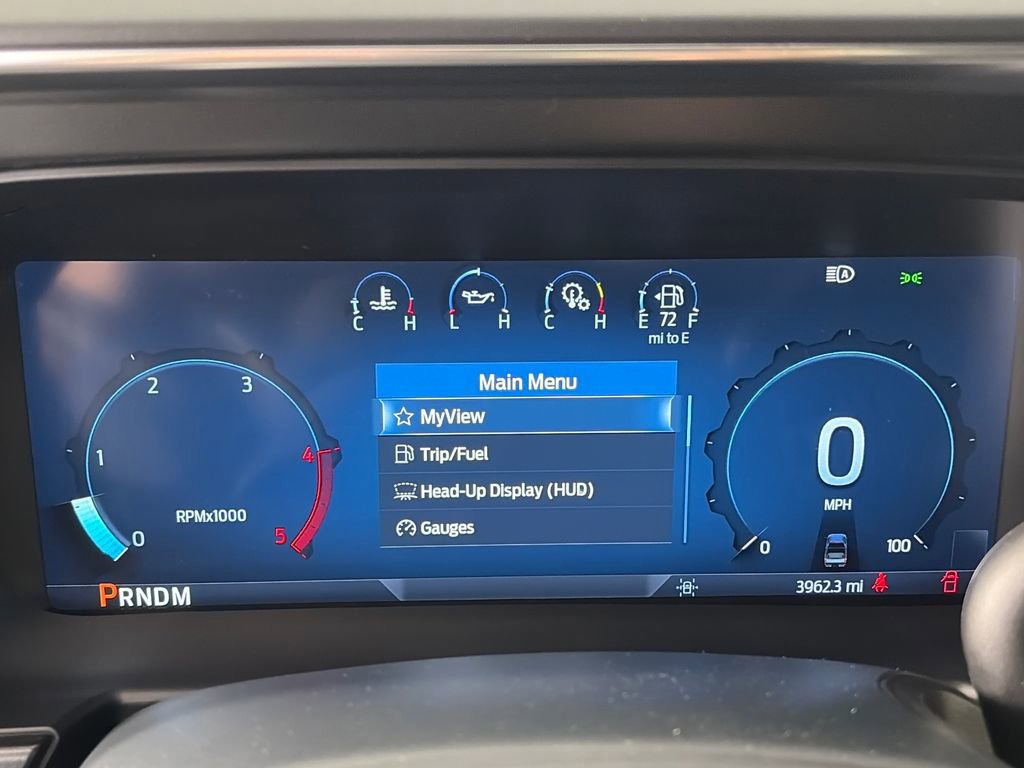 C H
L H
C H
E 72 F
mi to E
A
0 1 2 3 4 5
RPMx1000
Main Menu
MyView
Trip/Fuel
Head-Up Display (HUD)
Gauges
0
MPH
0 100
PRNDM
3962.3 mi